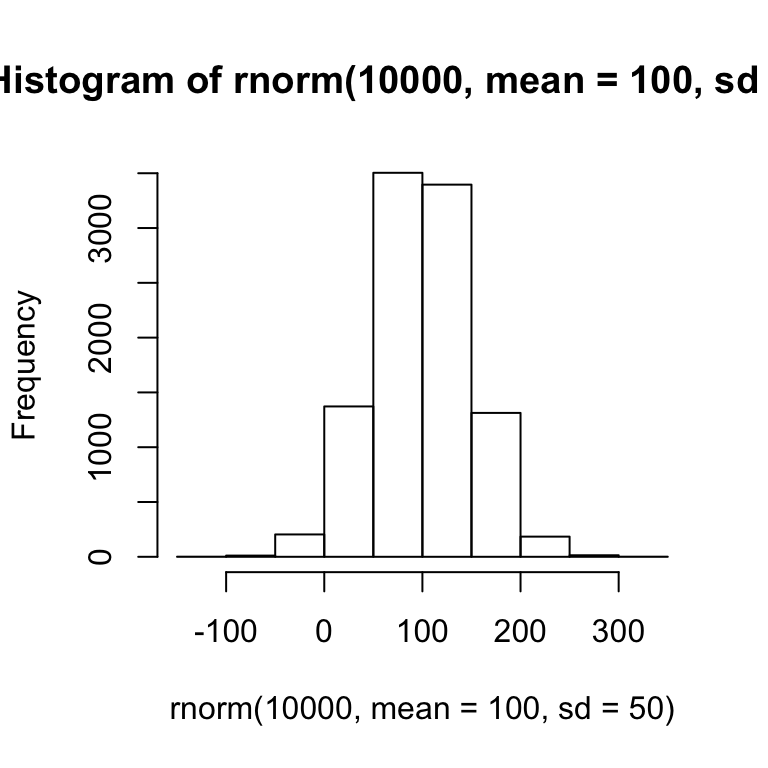 Histogram of rnorm(10000, mean = 100, sd
Frequency
3000
2000
1000
0
-100 0 100 200 300
rnorm(10000, mean = 100, sd = 50)